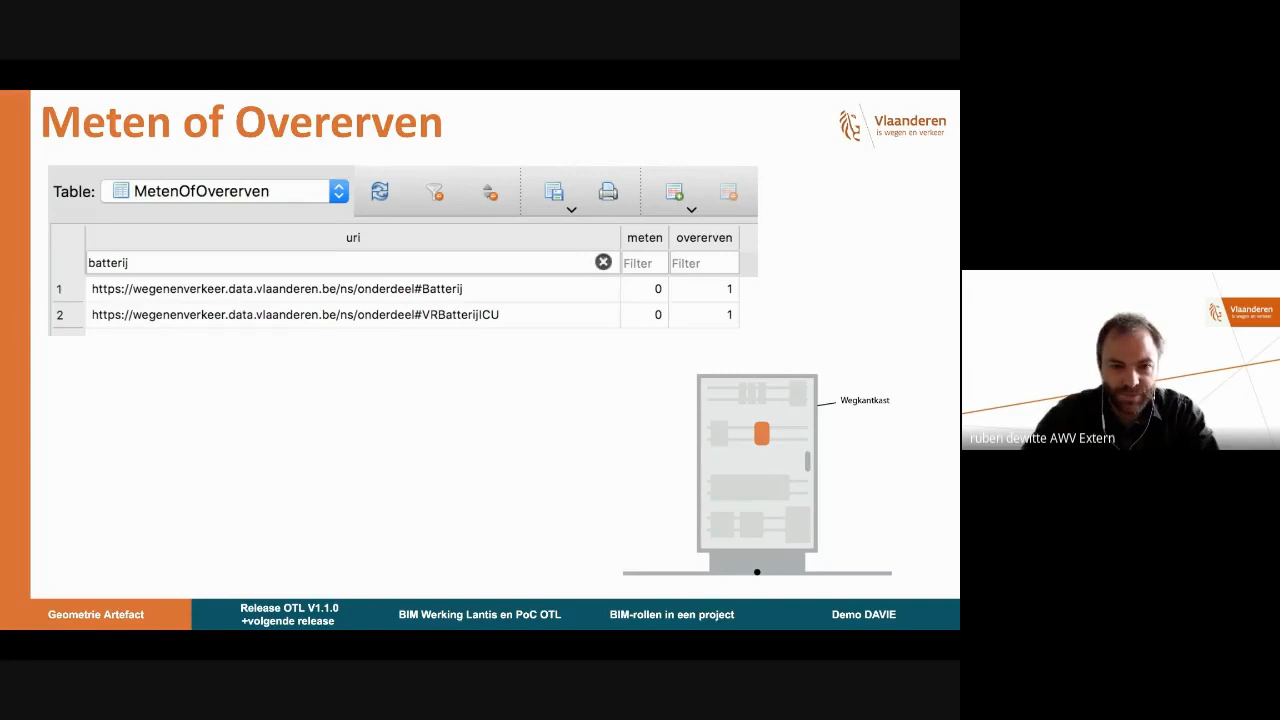 Meten of Overerven
Vlaanderen
is wegen en verkeer
Table: MetenOfOvererven
uri meten overerven
batterij Filter Filter
1 https://wegenenverkeer.data.vlaanderen.be/ns/onderdeel#Batterij 0 1
2 https://wegenenverkeer.data.vlaanderen.be/ns/onderdeel#VRBatterijICU 0 1
Wegkantkast
Vlaanderen
ruben dewitte AWV Extern
Geometrie Artefact
Release OTL V1.1.0
+volgende release
BIM Werking Lantis en PoC OTL
BIM-rollen in een project
Demo DAVIE